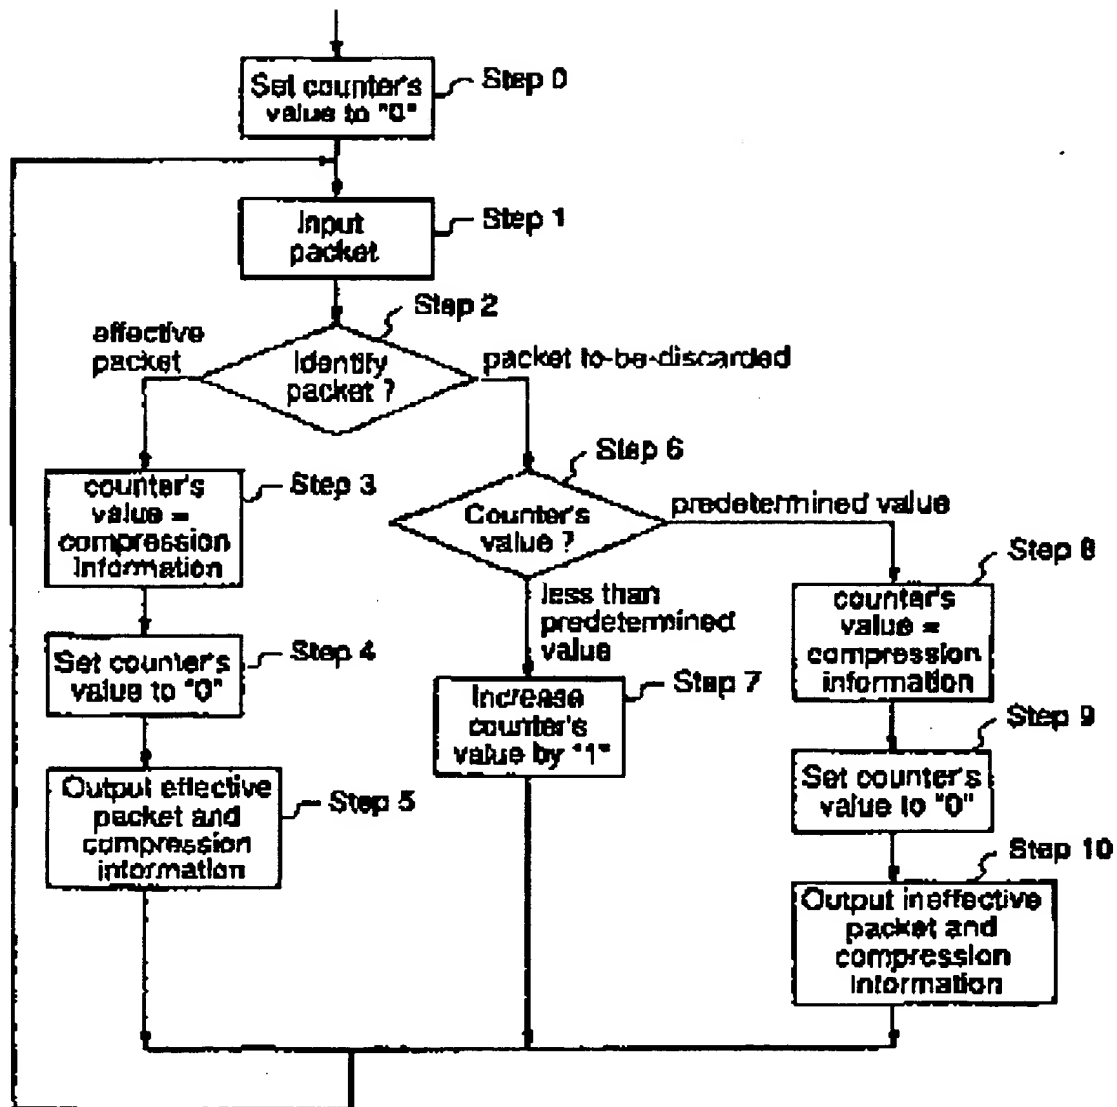 Set counter's
value to "0"
Step 0
Input
packet
Step 1
Step 2
effective
packet
Identify
packet ?
packet to-be-discarded
Step 6
counter's
value =
compression
Information
Step 3
Counter's
value ?
predetermined value
Step 8
less than
predetermined
value
counter's
value =
compression
information
Set counter's
value to "0"
Step 4
Increase
counter's
value by "1"
Step 7
Step 9
Set counter's
value to "0"
Output effective
packet and
compression
information
Step 5
Step 10
Output ineffective
packet and
compression
Information